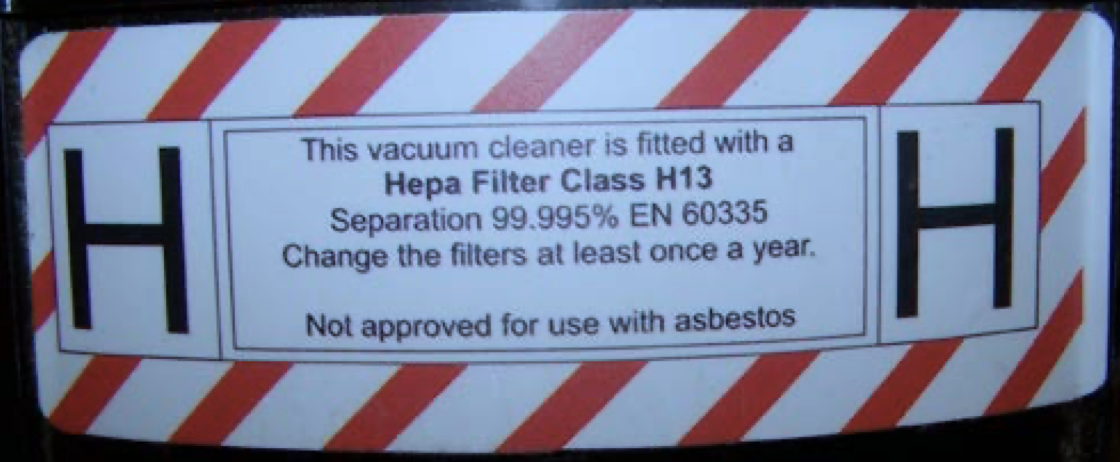 H
This vacuum cleaner is fitted with a
Hepa Filter Class H13
Separation 99.995% EN 60335
Change the filters at least once a year.
Not approved for use with asbestos
H